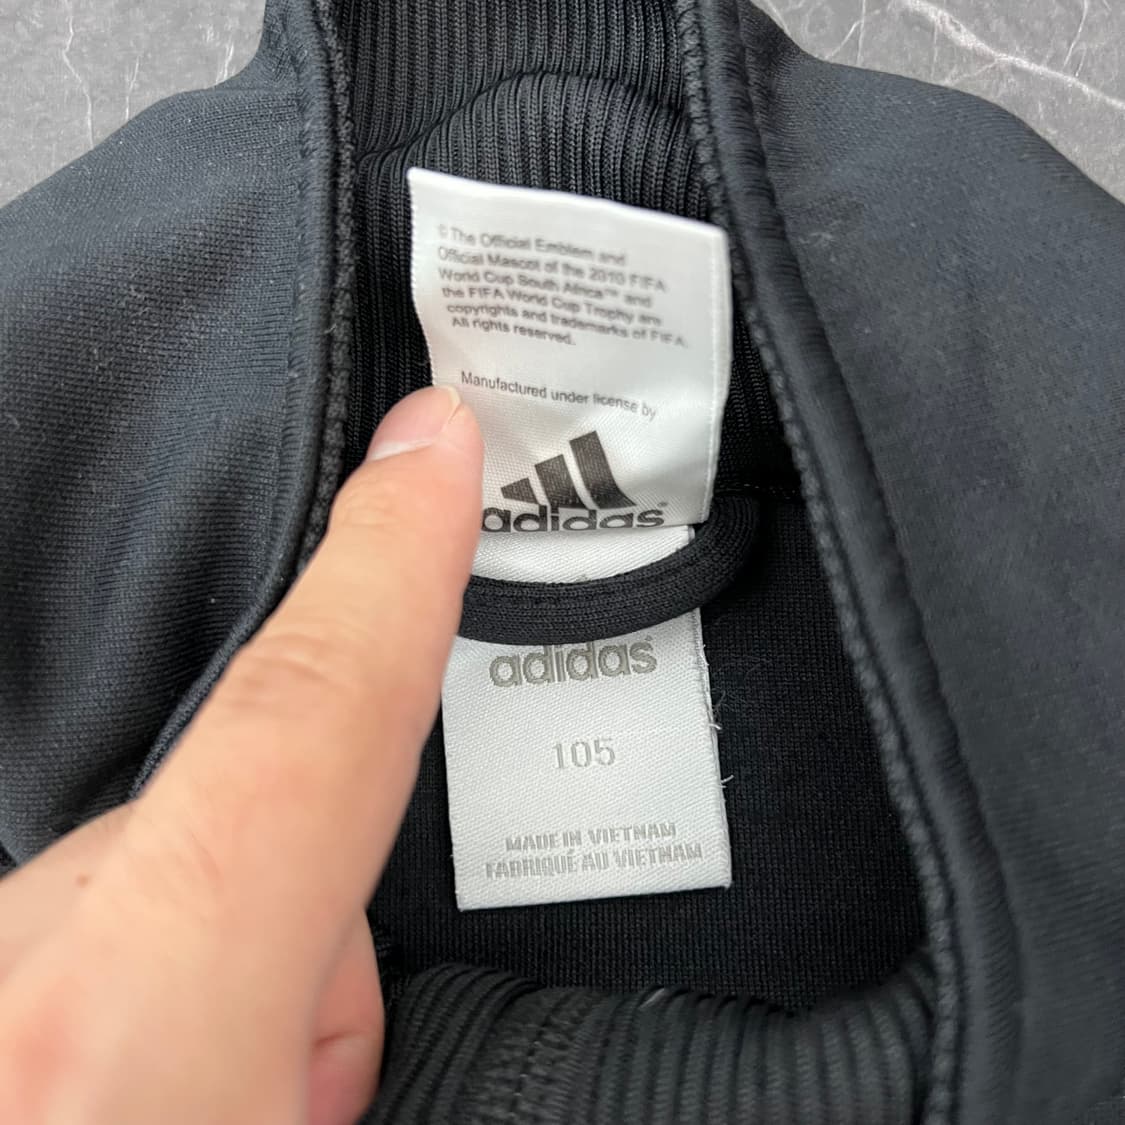 © The Official Emblem and
Official Mascot of the 2010 FIFA
World Cup South Africa™ and
the FIFA World Cup Trophy are
copyrights and trademarks of FIFA.
All rights reserved.
Manufactured under license by
adidas®
adidas®
105
MADE IN VIETNAM
FABRIQUÉ AU VIETNAM